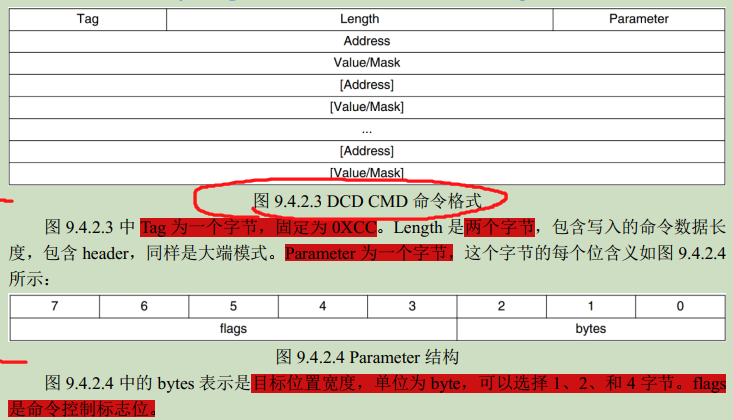 Tag Length Parameter
Address
Value/Mask
[Address]
[Value/Mask]
...
[Address]
[Value/Mask]
图 9.4.2.3 DCD CMD 命令格式
图 9.4.2.3 中 Tag 为一个字节，固定为 0XCC。Length 是两个字节，包含写入的命令数据长
度，包含 header，同样是大端模式。Parameter 为一个字节，这个字节的每个位含义如图 9.4.2.4
所示：
7 6 5 4 3 2 1 0
flags bytes
图 9.4.2.4 Parameter 结构
图 9.4.2.4 中的 bytes 表示是目标位置宽度，单位为 byte，可以选择 1、2、和 4 字节。flags
是命令控制标志位。